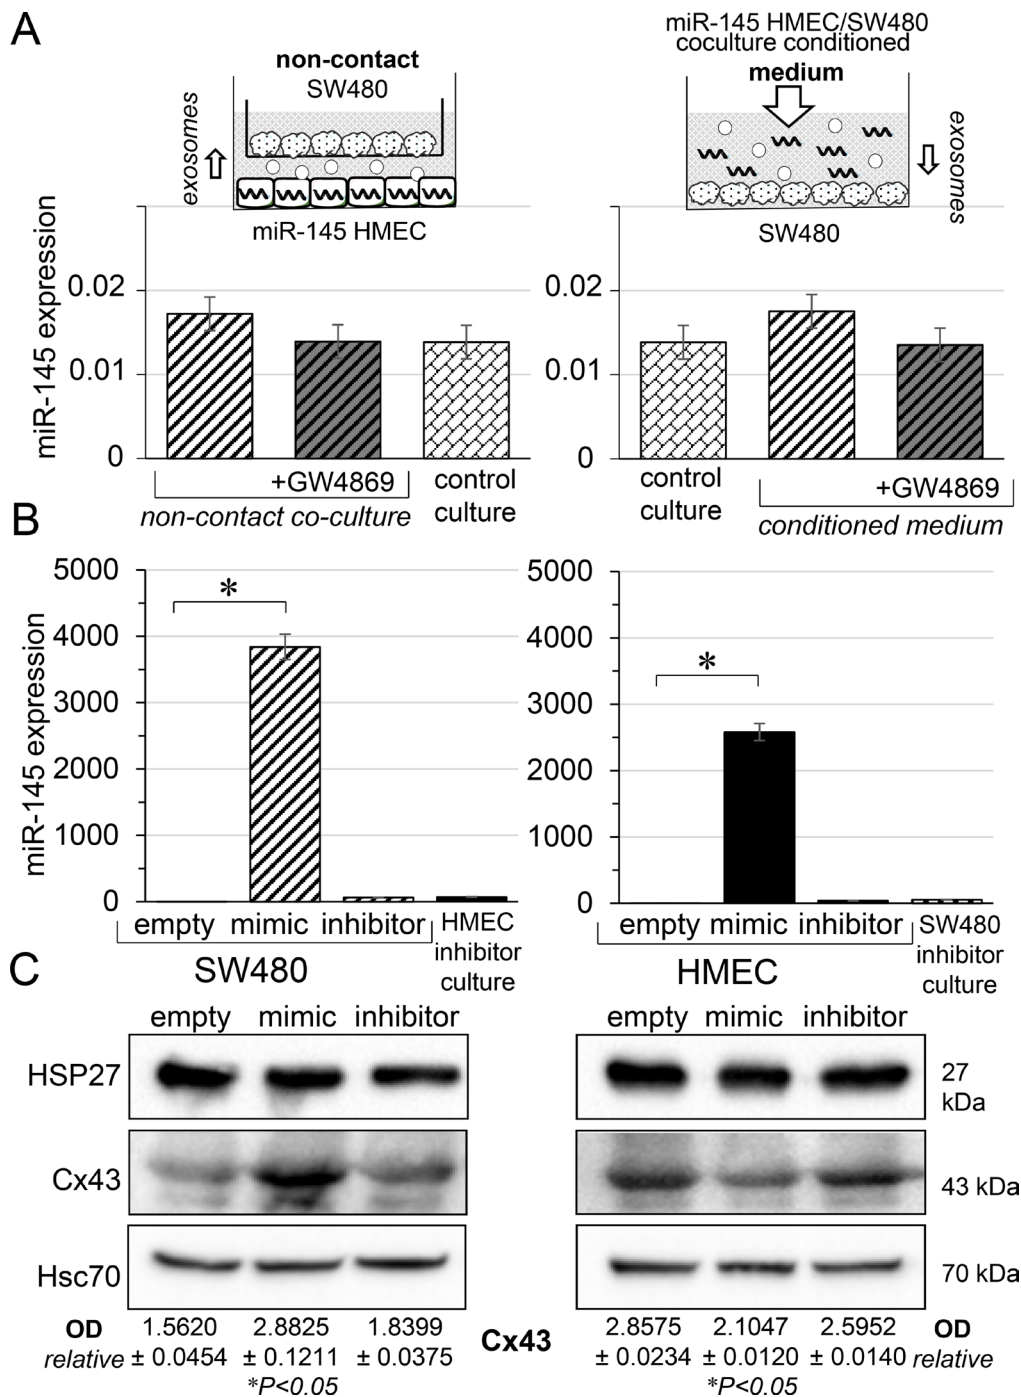 A
non-contact
SW480
exosomes
miR-145 HMEC
miR-145 HMEC/SW480
coculture conditioned
medium
exosomes
SW480
miR-145 expression
0.02
0.01
0
0.02
0.01
0
+GW4869
non-contact co-culture
control
culture
control
culture
+GW4869
conditioned medium
B
miR-145 expression
5000
4000
3000
2000
1000
0
*
empty mimic inhibitor
SW480
HMEC
inhibitor
culture
5000
4000
3000
2000
1000
0
*
empty mimic inhibitor
HMEC
SW480
inhibitor
culture
C
empty mimic inhibitor
empty mimic inhibitor
HSP27
27
kDa
Cx43
43 kDa
Hsc70
70 kDa
OD
relative
1.5620 2.8825 1.8399
± 0.0454 ± 0.1211 ± 0.0375
*P<0.05
Cx43
2.8575 2.1047 2.5952
± 0.0234 ± 0.0120 ± 0.0140
*P<0.05
OD
relative